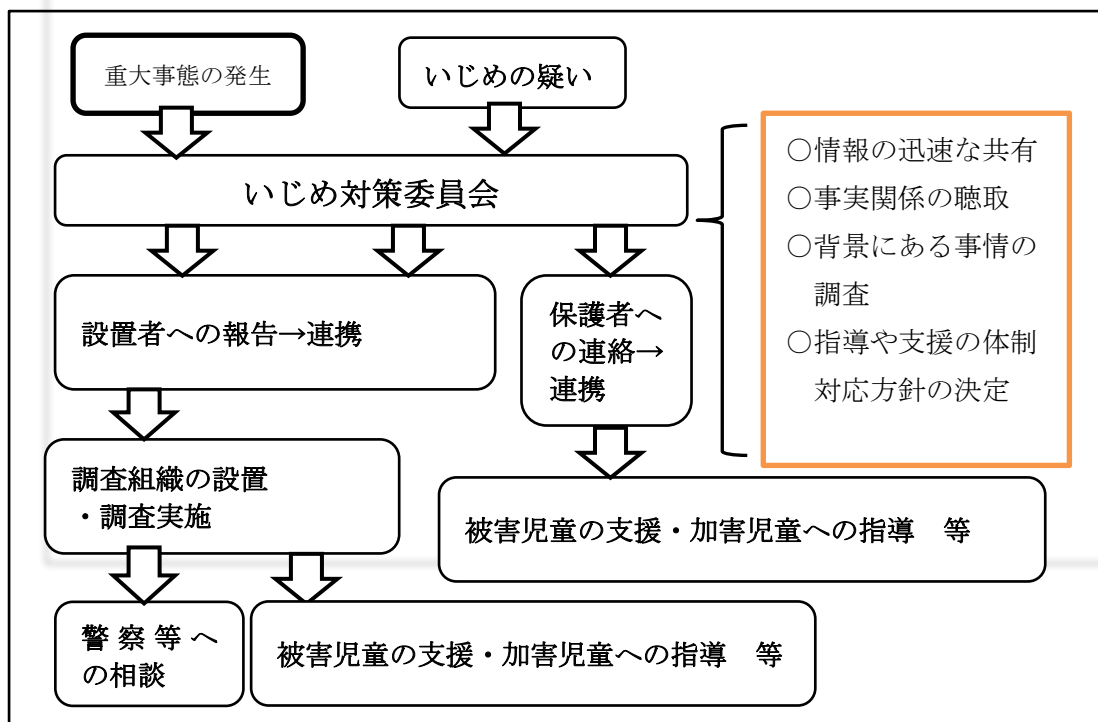 重大事態の発生
いじめの疑い
いじめ対策委員会
○情報の迅速な共有
○事実関係の聴取
○背景にある事情の
調査
○指導や支援の体制
対応方針の決定
設置者への報告→連携
保護者へ
の連絡→
連携
調査組織の設置
・調査実施
被害児童の支援・加害児童への指導　等
警察等へ
の相談
被害児童の支援・加害児童への指導　等